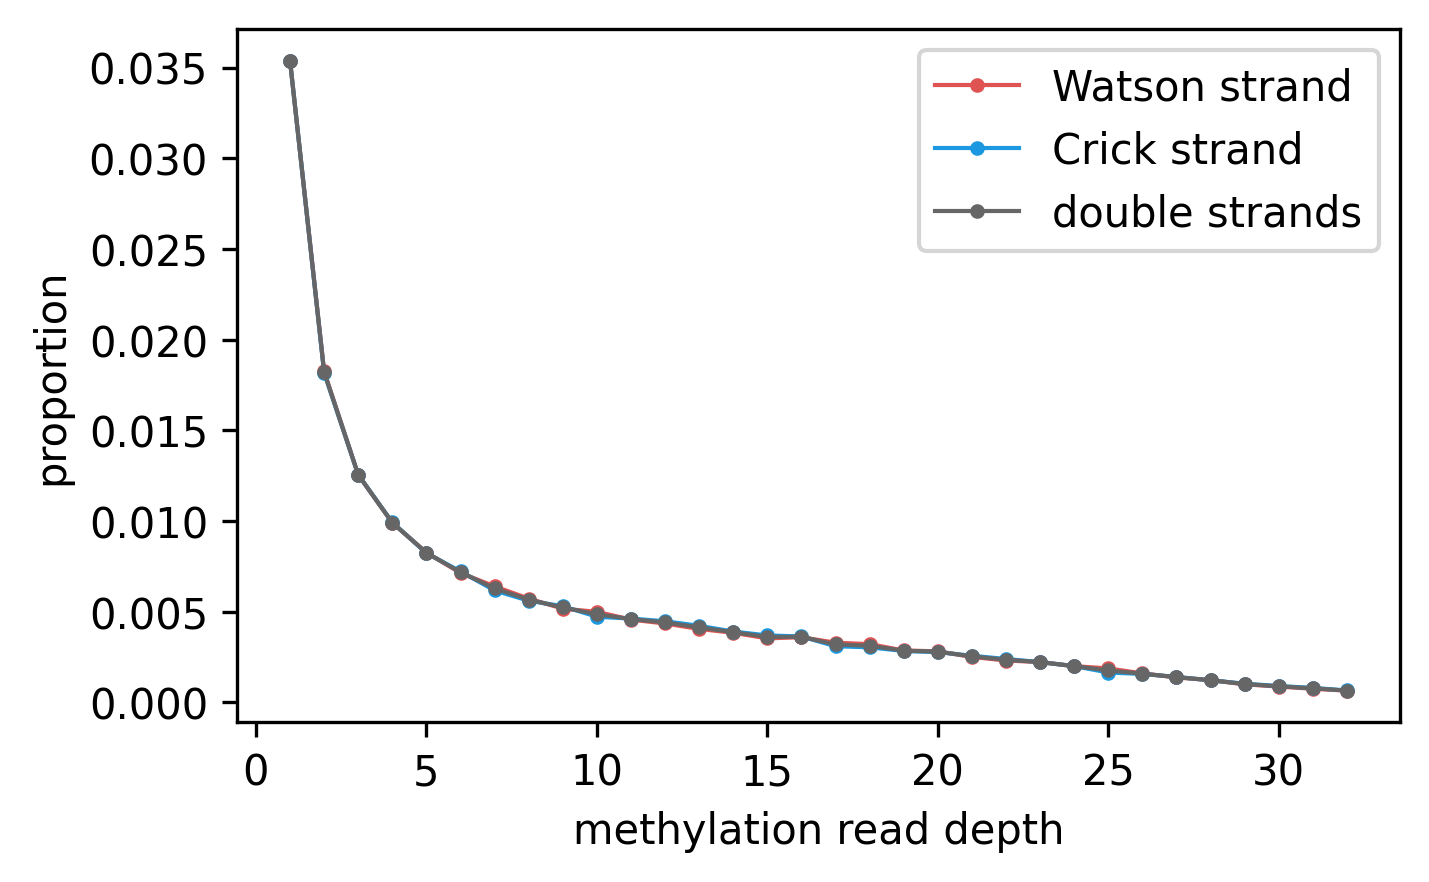 0.035
0.030
0.025
0.020
0.015
0.010
0.005
0.000
proportion
0 5 10 15 20 25 30
methylation read depth
Watson strand
Crick strand
double strands